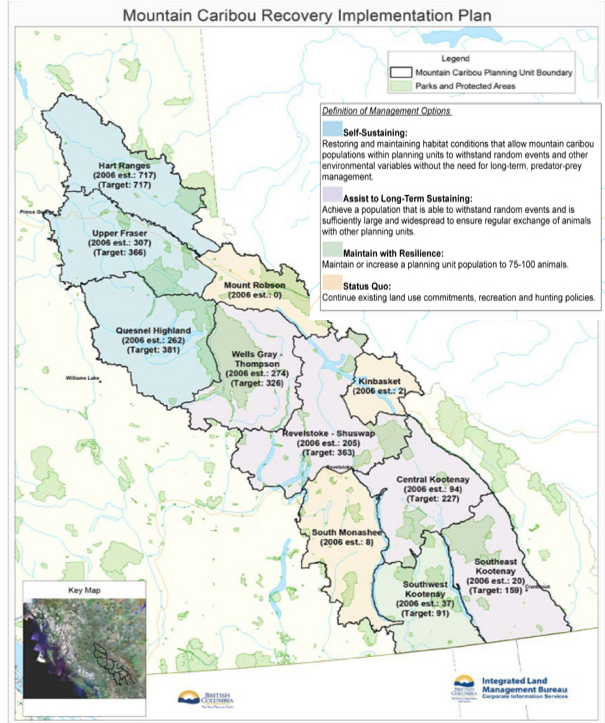 Mountain Caribou Recovery Implementation Plan
Legend
Mountain Caribou Planning Unit Boundary
Parks and Protected Areas
Definition of Management Options
Self-Sustaining:
Restoring and maintaining habitat conditions that allow mountain caribou
populations within planning units to withstand random events and other
environmental variables without the need for long-term, predator-prey
management.
Assist to Long-Term Sustaining:
Achieve a population that is able to withstand random events and is
sufficiently large and widespread to ensure regular exchange of animals
with other planning units.
Maintain with Resilience:
Maintain or increase a planning unit population to 75-100 animals.
Status Quo:
Continue existing land use commitments, recreation and hunting policies.
Hart Ranges
(2006 est.: 717)
(Target: 717)
Prince George
Upper Fraser
(2006 est.: 307)
(Target: 366)
Mount Robson
(2006 est.: 0)
Quesnel Highland
(2006 est.: 262)
(Target: 381)
Wells Gray -
Thompson
(2006 est.: 274)
(Target: 326)
Williams Lake
Kinbasket
(2006 est.: 2)
Revelstoke - Shuswap
(2006 est.: 205)
(Target: 363)
Revelstoke
Central Kootenay
(2006 est.: 94)
(Target: 227)
South Monashee
(2006 est.: 8)
Southeast
Kootenay
(2006 est.: 20)
(Target: 159)
Cranbrook
Southwest
Kootenay
(2006 est.: 37)
(Target: 91)
Key Map
BRITISH
COLUMBIA
The Best Place on Earth
BRITISH
COLUMBIA
Integrated Land
Management Bureau
Corporate Information Services